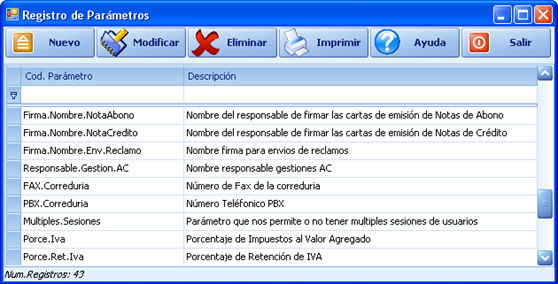 Registro de Parámetros
Nuevo Modificar Eliminar Imprimir Ayuda Salir
Cod. Parámetro Descripción
Firma.Nombre.NotaAbono Nombre del responsable de firmar las cartas de emisión de Notas de Abono
Firma.Nombre.NotaCredito Nombre del responsable de firmar las cartas de emisión de Notas de Crédito
Firma.Nombre.Env.Reclamo Nombre firma para envios de reclamos
Responsable.Gestion.AC Nombre responsable gestiones AC
FAX.Correduria Número de Fax de la correduria
PBX.Correduria Número Teléfonico PBX
Multiples.Sesiones Parámetro que nos permite o no tener multiples sesiones de usuarios
Porce.Iva Porcentaje de Impuestos al Valor Agregado
Porce.Ret.Iva Porcentaje de Retención de IVA
Num.Registros: 43